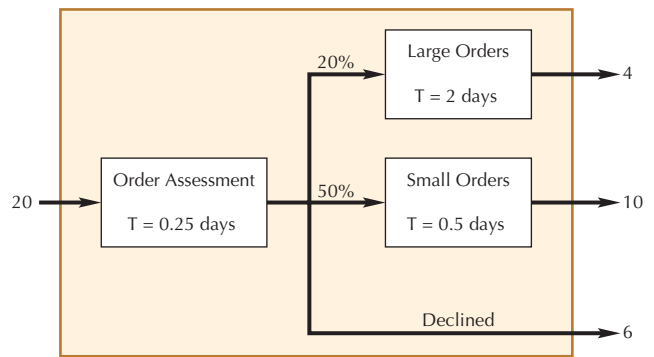 Large Orders
20%
T = 2 days
4
Order Assessment
Small Orders
20
50%
10
T = 0.25 days
T = 0.5 days
Declined
6